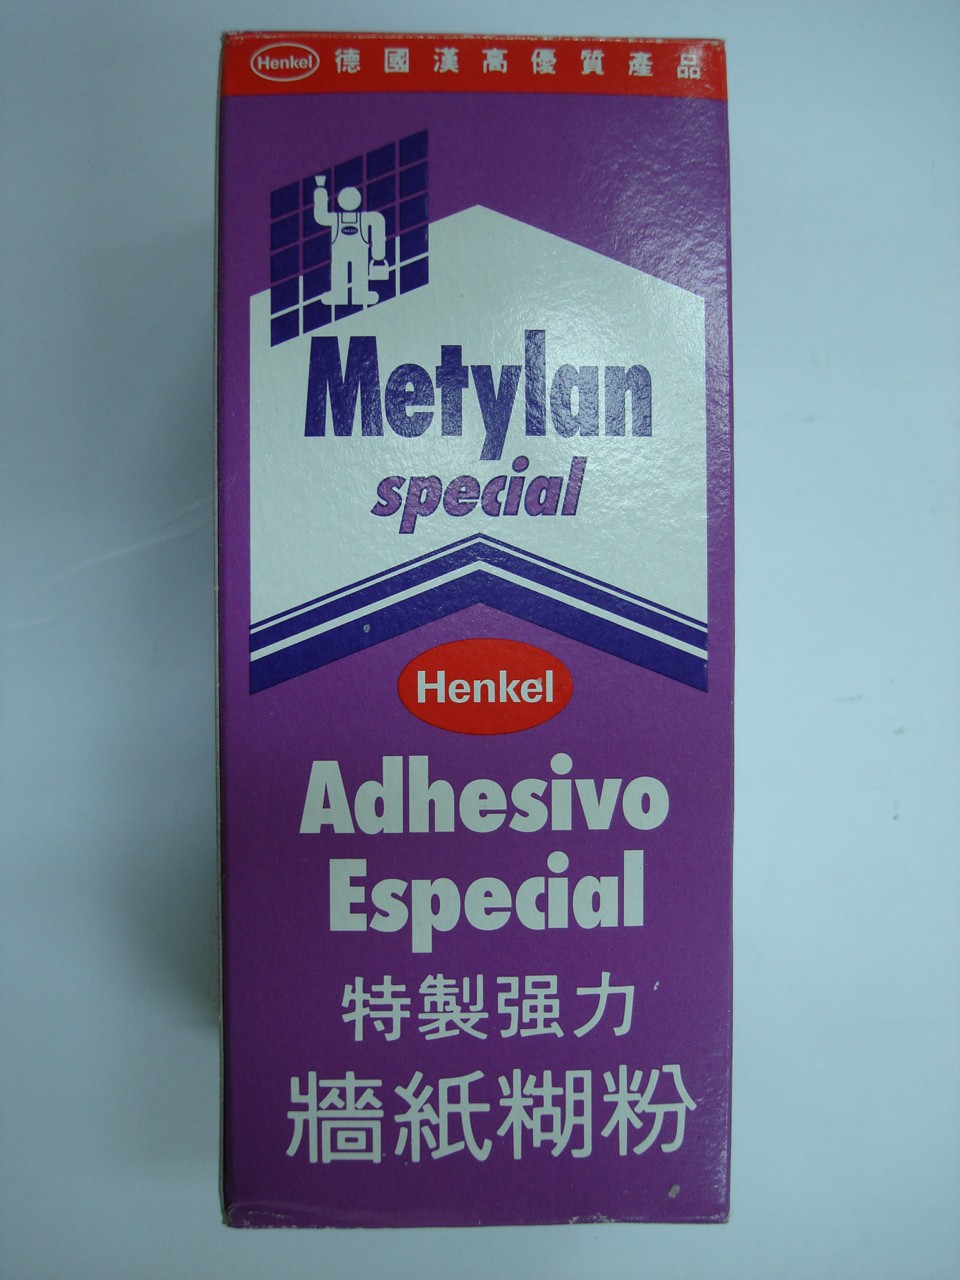 Henkel 德國漢高優質產品
Metylan
special
Henkel
Adhesivo
Especial
特製强力
牆紙糊粉